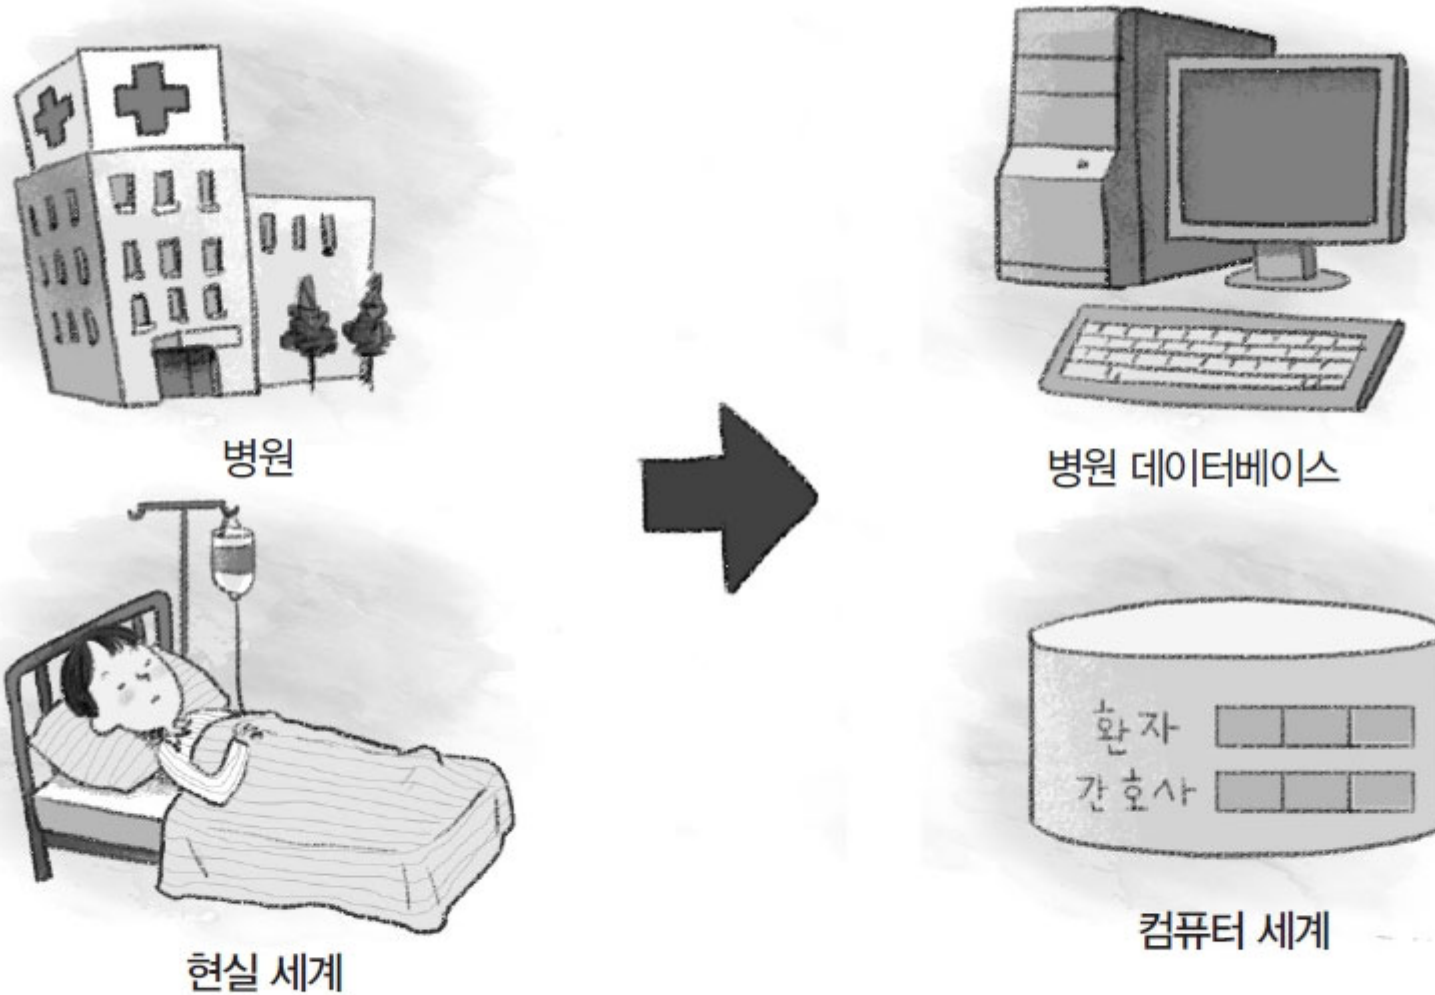 병원
현실 세계
병원 데이터베이스
환자
간호사
컴퓨터 세계